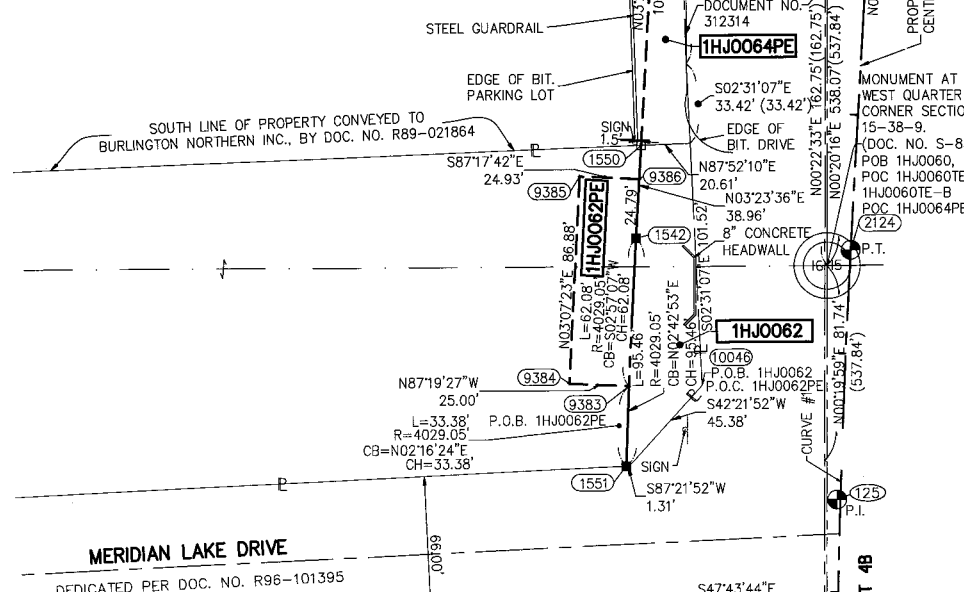 DOCUMENT NO.
312314
STEEL GUARDRAIL
1HJ0064PE
EDGE OF BIT.
PARKING LOT
S02°31'07"E
33.42' (33.42')
162.75'(162.75')
538.07'(537.84')
N00°22'33"E
N00°20'16"E
MONUMENT AT
WEST QUARTER
CORNER SECTIO
15-38-9.
(DOC. NO. S-8
POB 1HJ0060,
POC 1HJ0060TE
1HJ0060TE-B
POC 1HJ0064PE
SOUTH LINE OF PROPERTY CONVEYED TO
BURLINGTON NORTHERN INC., BY DOC. NO. R89-021864
SIGN
1.5'
EDGE OF
BIT. DRIVE
1550
S87°17'42"E
24.93'
9385
9386
N87°52'10"E
20.61'
N03°23'36"E
38.96'
24.79'
1HJ0062PE
1542
8" CONCRETE
HEADWALL
2124
P.T.
N03°07'23"E 86.88'
L=62.08'
R=4029.05'
CB=S02°57'07"W
CH=62.08'
L=95.46'
R=4029.05'
CB=N02°42'53"E
CH=95.46'
S02°31'07"E 101.52'
1HJ0062
10046
P.O.B. 1HJ0062
P.O.C. 1HJ0062PE
N00°19'59"E 81.74'
(537.84')
CURVE #1
N87°19'27"W
25.00'
9384
9383
P.O.B. 1HJ0062PE
S42°21'52"W
45.38'
L=33.38'
R=4029.05'
CB=N02°16'24"E
CH=33.38'
SIGN
1551
S87°21'52"W
1.31'
125
P.I.
66.00'
MERIDIAN LAKE DRIVE
DEDICATED PER DOC. NO. R96-101395
S47°43'44"E
T 4B